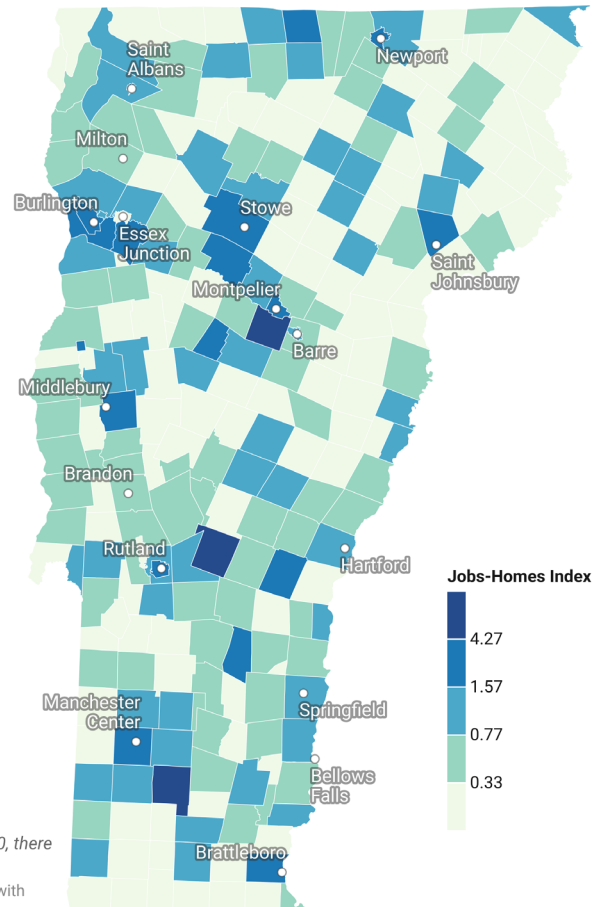 Saint
Albans
Newport
Milton
Burlington
Stowe
Essex
Junction
Saint
Johnsbury
Montpelier
Barre
Middlebury
Brandon
Rutland
Hartford
Jobs-Homes Index
4.27
1.57
0.77
0.33
Manchester
Center
Springfield
Bellows
Falls
0, there
Brattleboro
with